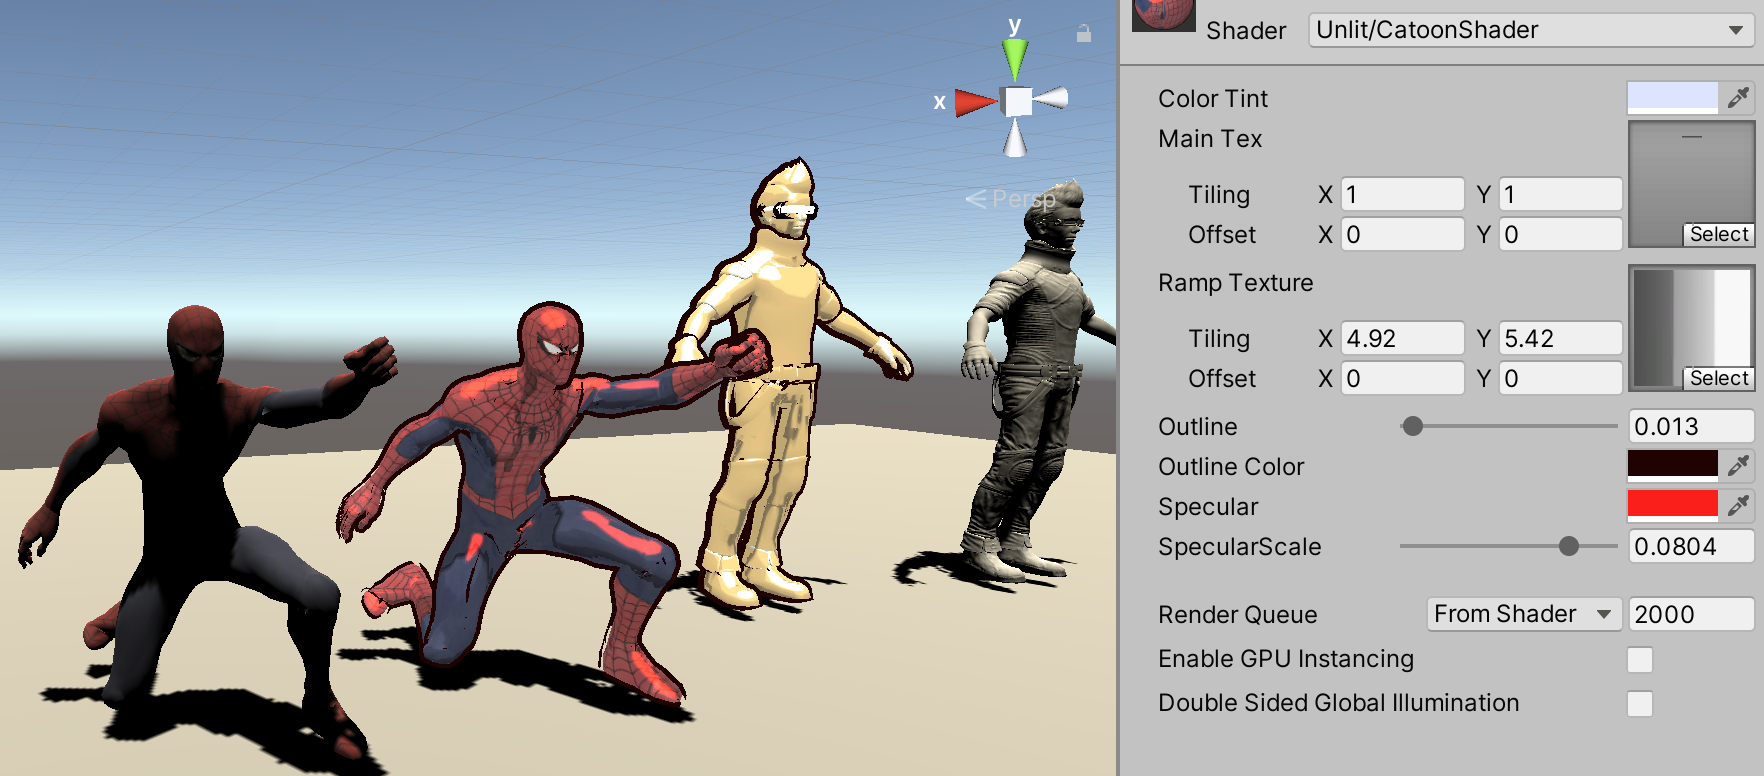 y
x
< Persp
Shader Unlit/CatoonShader
Color Tint
Main Tex
Tiling X 1 Y 1
Offset X 0 Y 0
Select
Ramp Texture
Tiling X 4.92 Y 5.42
Offset X 0 Y 0
Select
Outline 0.013
Outline Color
Specular
SpecularScale 0.0804
Render Queue From Shader 2000
Enable GPU Instancing
Double Sided Global Illumination